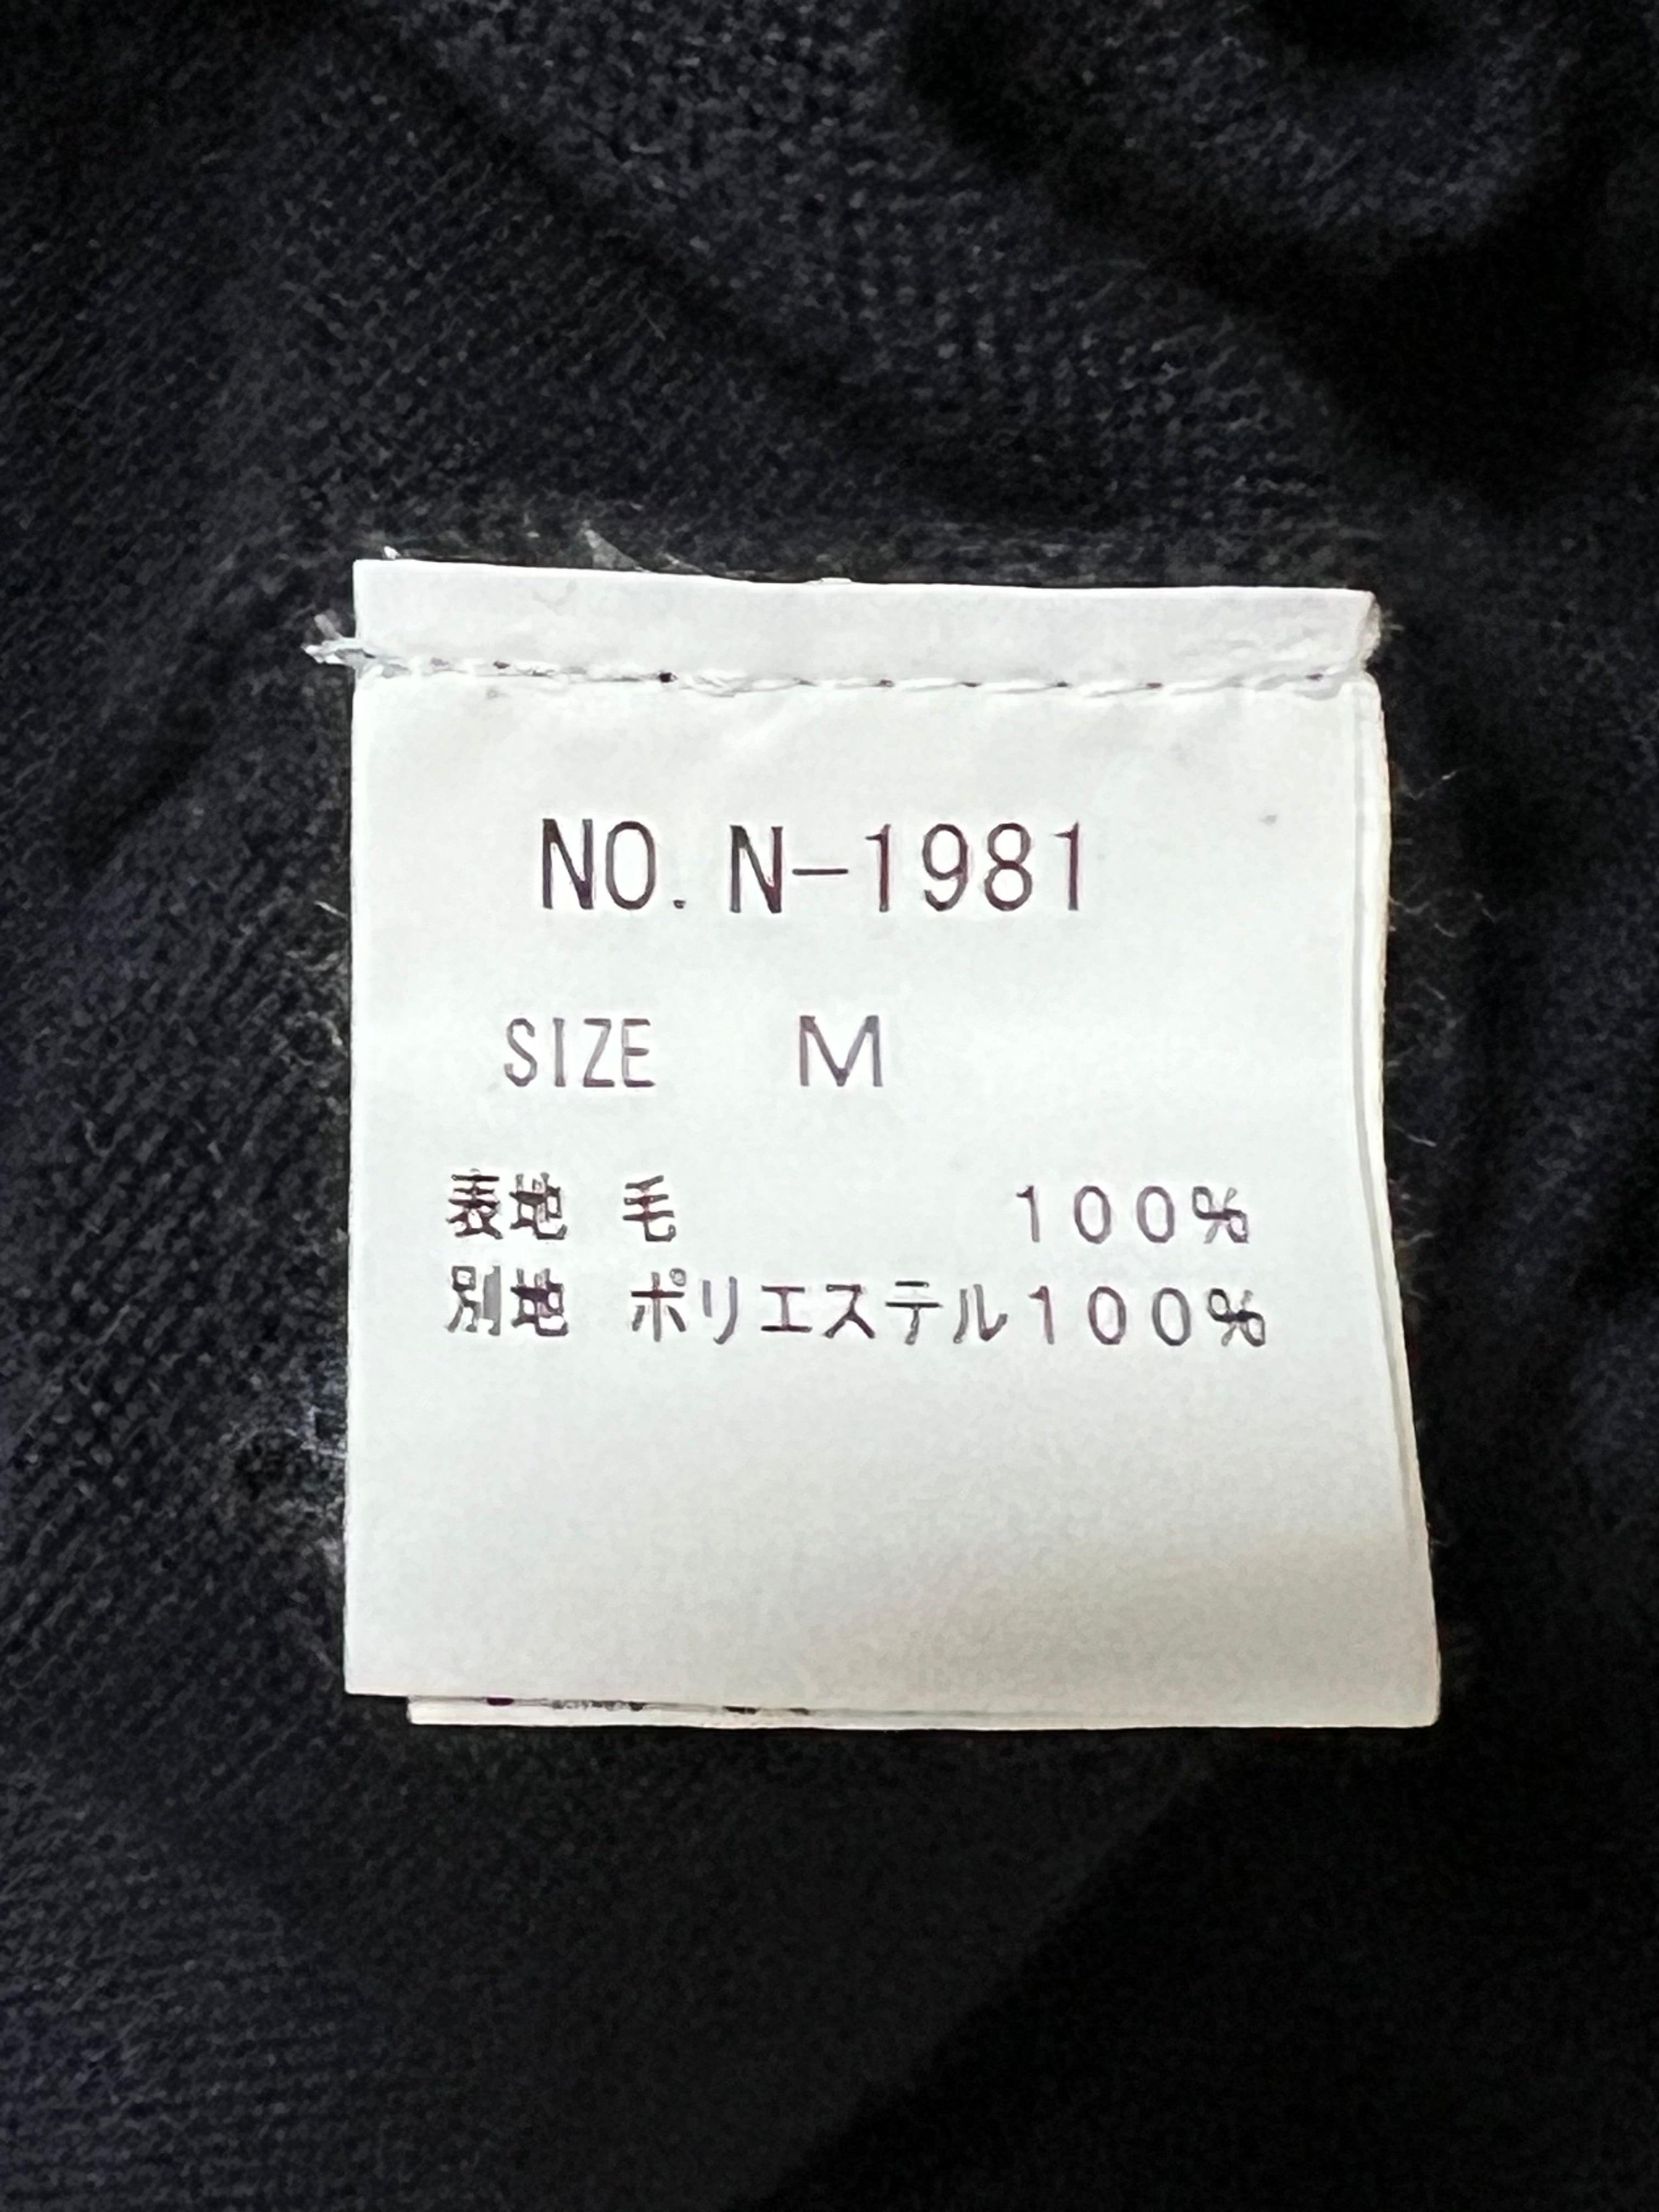 NO. N-1981
SIZE M
表地 毛 100%
別地 ポリエステル100%